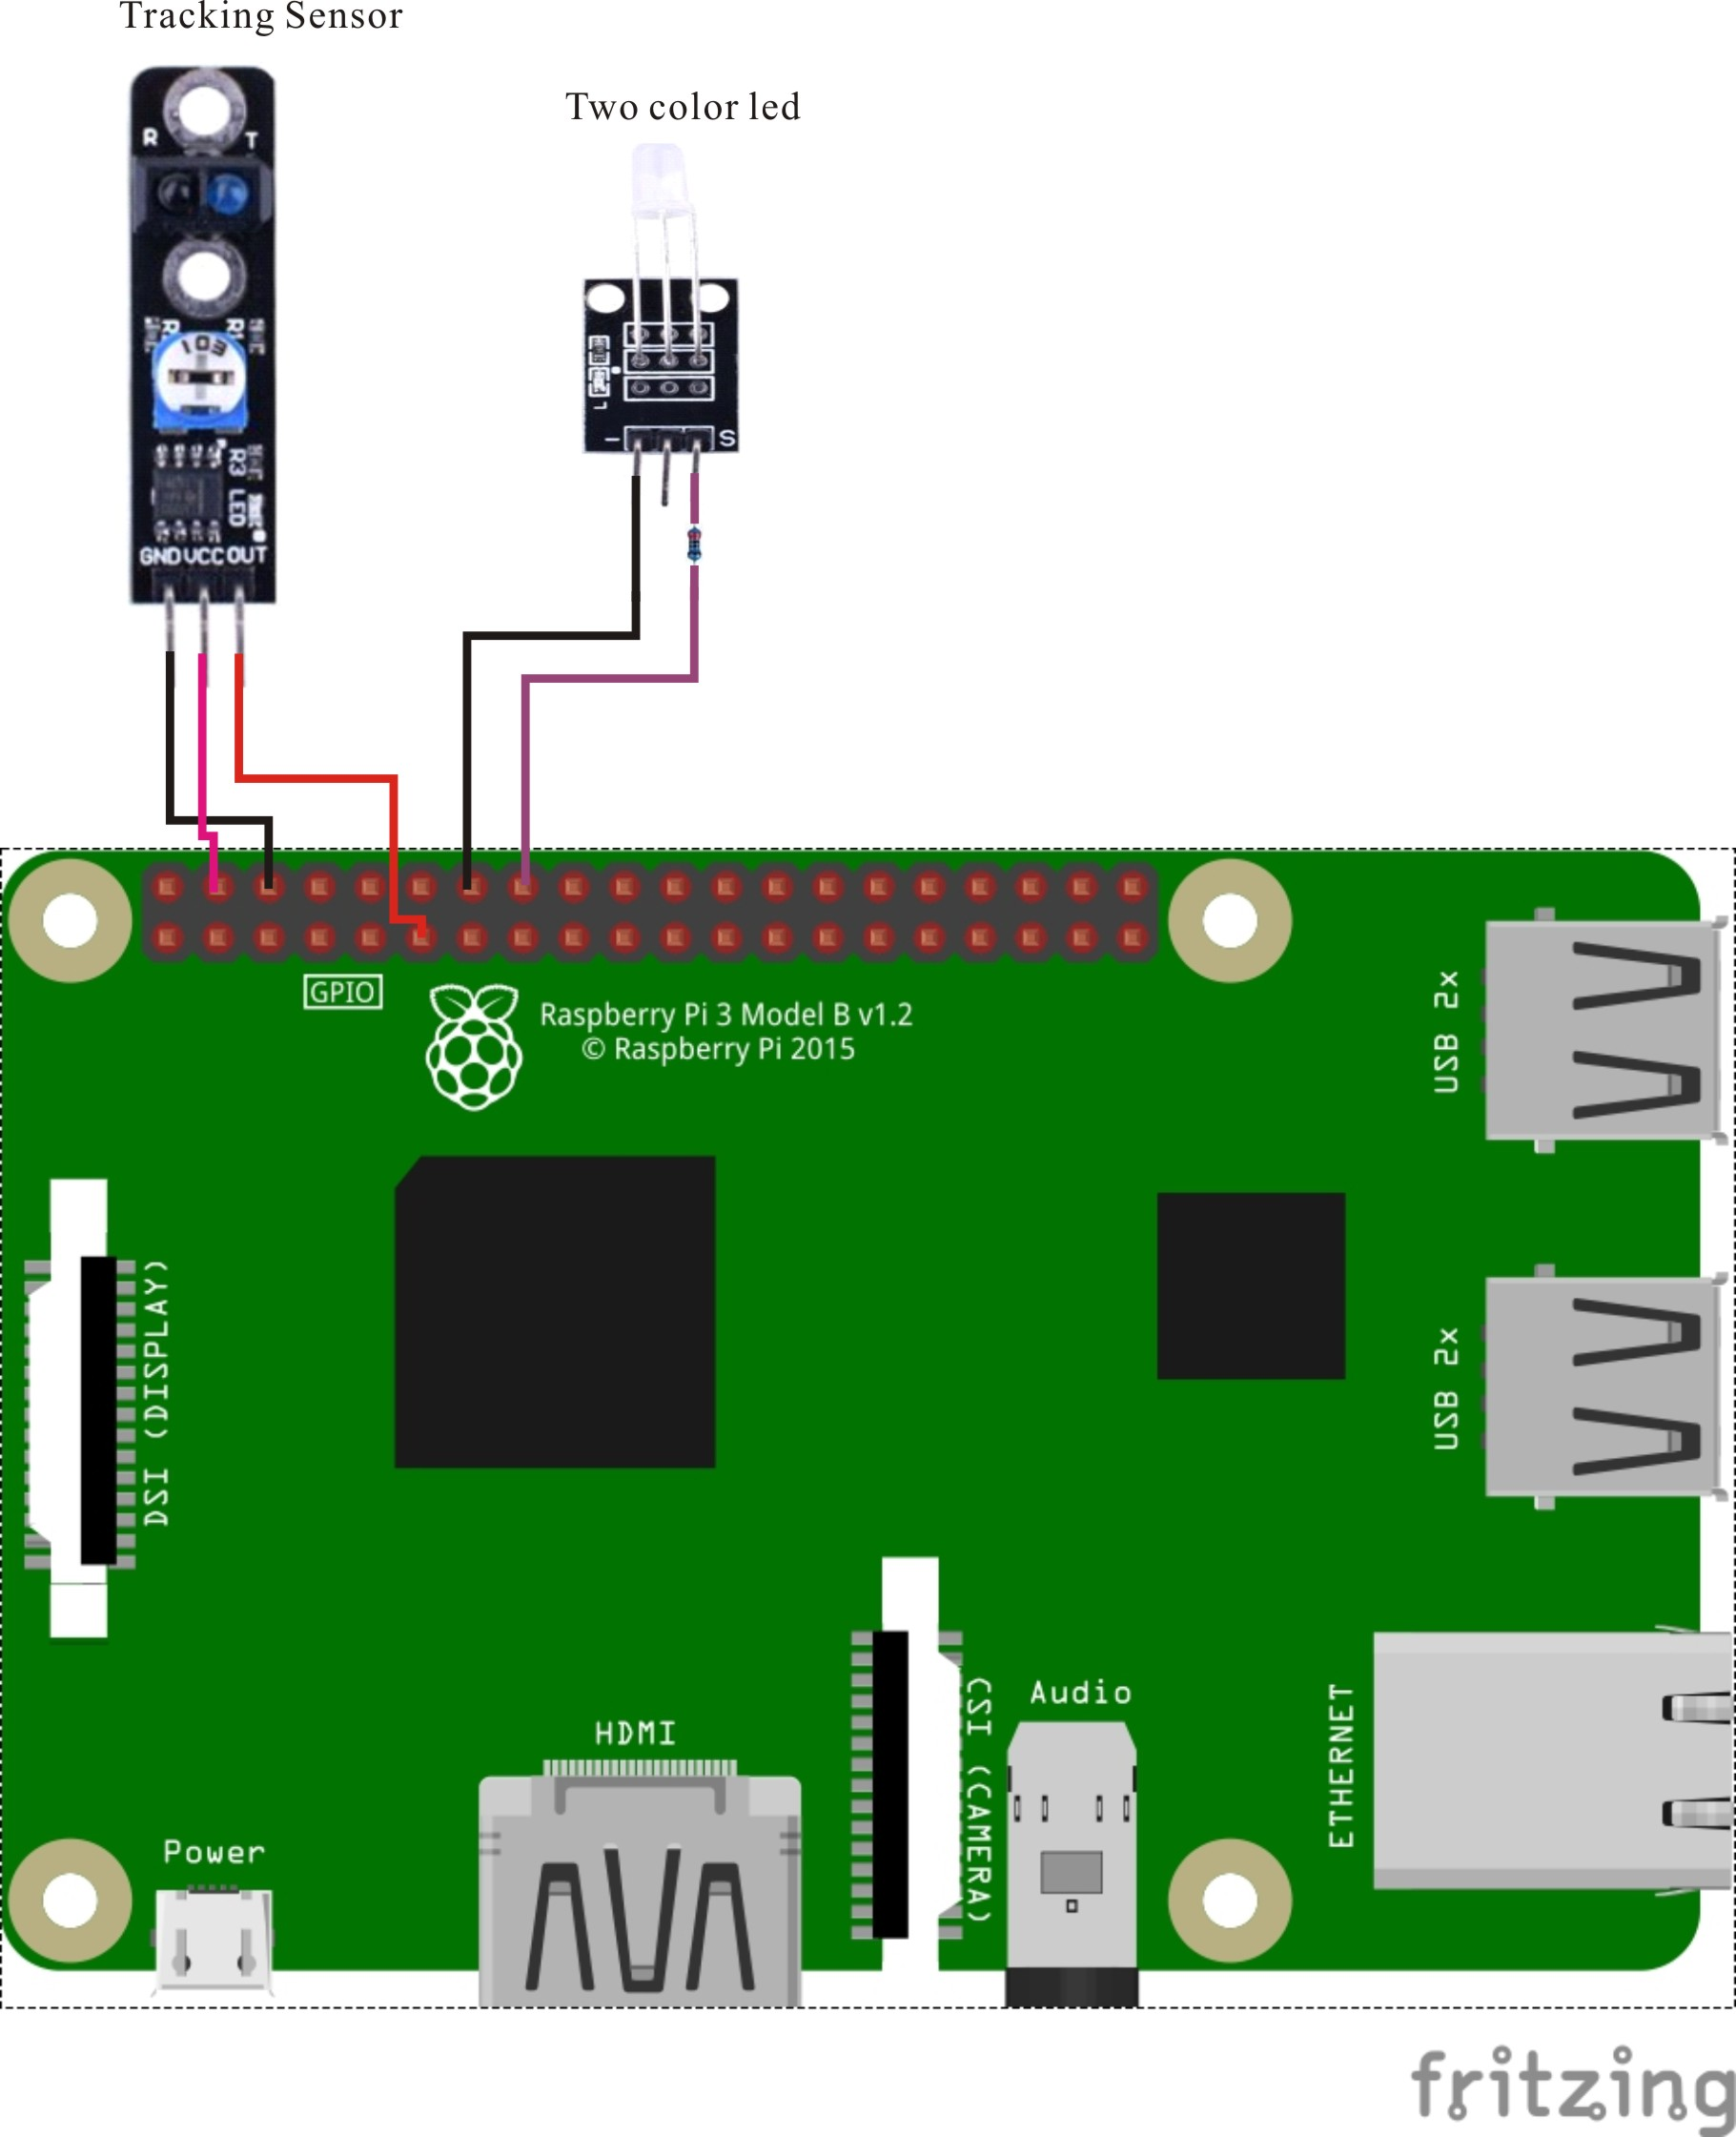 Tracking Sensor
Two color led
R T
103
R3 LED
GND VCC OUT
- S
GPIO
Raspberry Pi 3 Model B v1.2
© Raspberry Pi 2015
USB 2x
USB 2x
DSI (DISPLAY)
CSI (CAMERA)
Audio
ETHERNET
HDMI
Power
fritzing